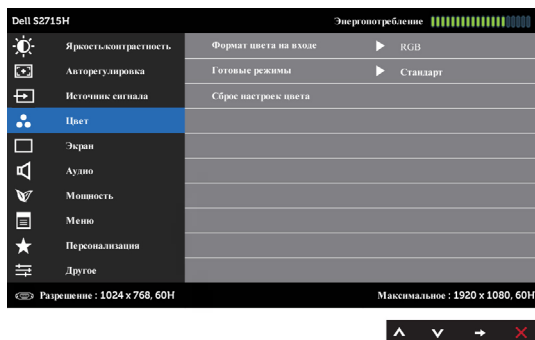 Dell S2715H Энергопотребление
Яркость/контрастность Формат цвета на входе RGB
Авторегулировка Готовые режимы Стандарт
Источник сигнала Сброс настроек цвета
Цвет
Экран
Аудио
Мощность
Меню
Персонализация
Другое
Разрешение : 1024 x 768, 60H Максимальное : 1920 x 1080, 60H